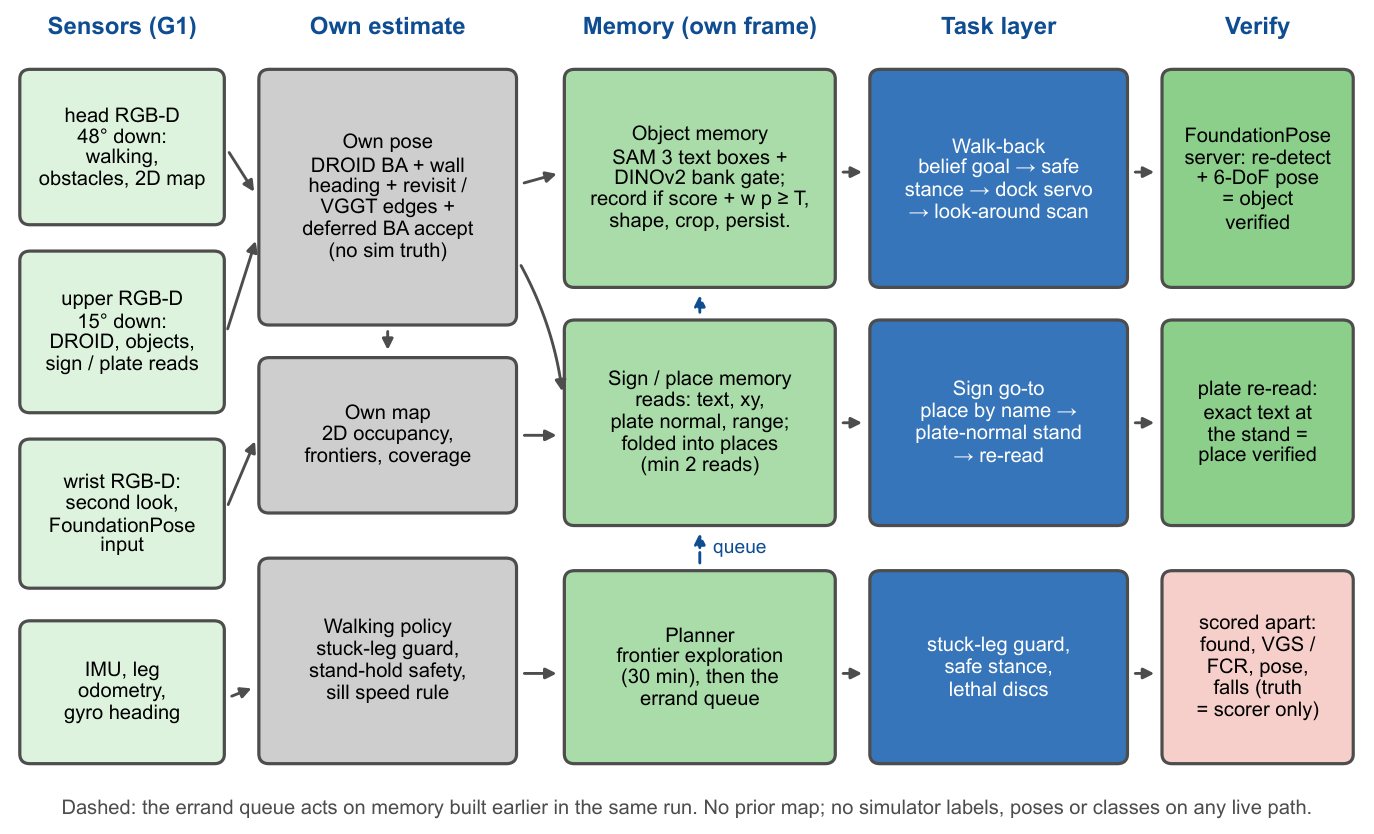 Sensors (G1)
Own estimate
Memory (own frame)
Task layer
Verify
head RGB-D
48° down:
walking,
obstacles, 2D map
upper RGB-D
15° down:
DROID, objects,
sign / plate reads
wrist RGB-D:
second look,
FoundationPose
input
IMU, leg
odometry,
gyro heading
Own pose
DROID BA + wall
heading + revisit /
VGGT edges +
deferred BA accept
(no sim truth)
Own map
2D occupancy,
frontiers, coverage
Walking policy
stuck-leg guard,
stand-hold safety,
sill speed rule
Object memory
SAM 3 text boxes +
DINOv2 bank gate;
record if score + w p ≥ T,
shape, crop, persist.
Sign / place memory
reads: text, xy,
plate normal, range;
folded into places
(min 2 reads)
queue
Planner
frontier exploration
(30 min), then the
errand queue
Walk-back
belief goal → safe
stance → dock servo
→ look-around scan
Sign go-to
place by name →
plate-normal stand
→ re-read
stuck-leg guard,
safe stance,
lethal discs
FoundationPose
server: re-detect
+ 6-DoF pose
= object
verified
plate re-read:
exact text at
the stand =
place verified
scored apart:
found, VGS /
FCR, pose,
falls (truth
= scorer only)
Dashed: the errand queue acts on memory built earlier in the same run. No prior map; no simulator labels, poses or classes on any live path.